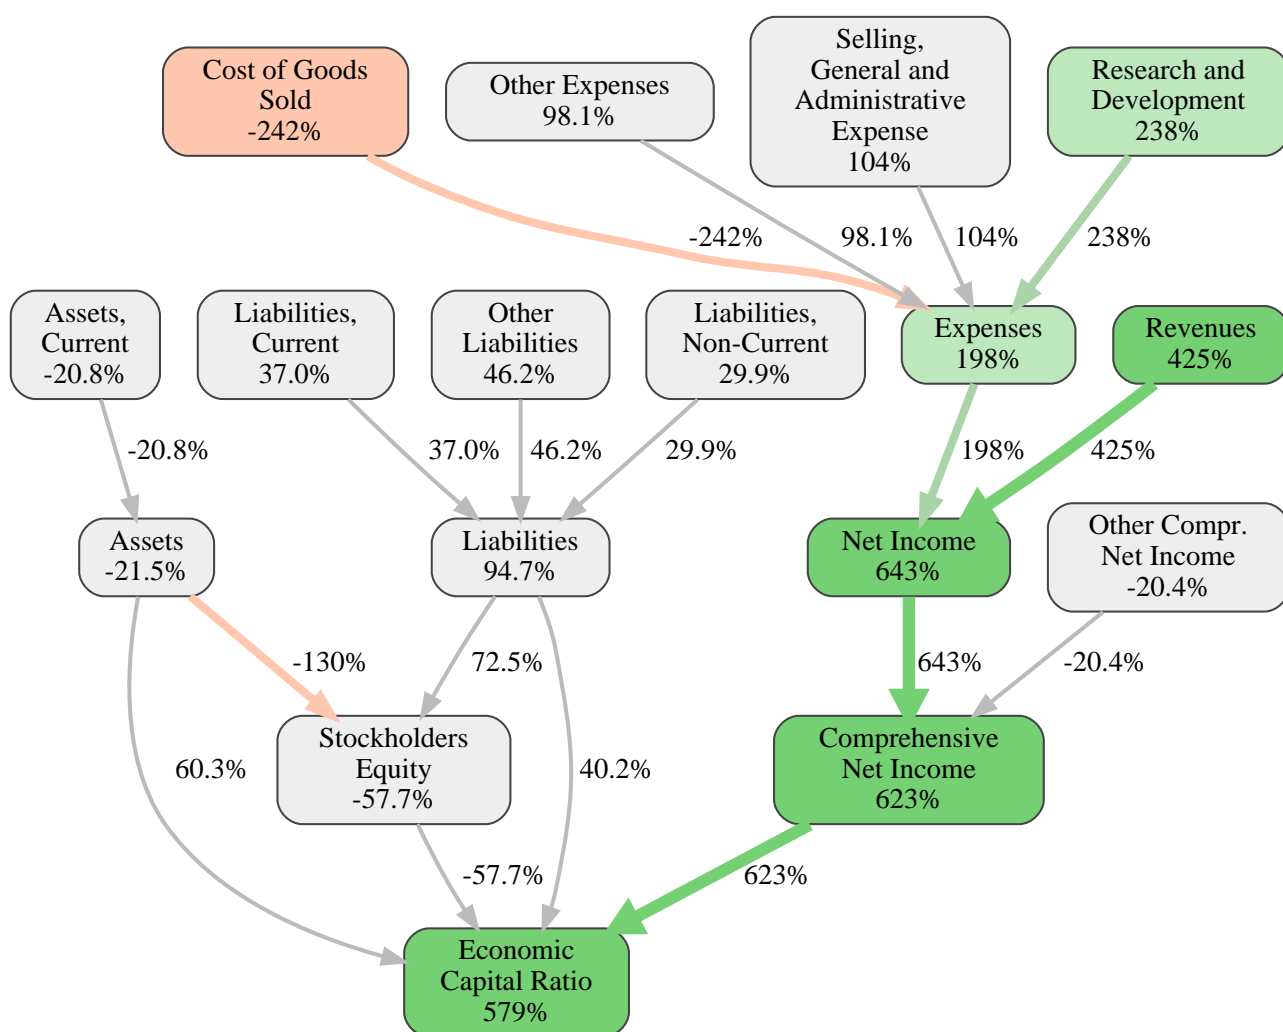 Cost of Goods
Sold
-242%
Other Expenses
98.1%
Selling,
General and
Administrative
Expense
104%
Research and
Development
238%
-242%
98.1%
104%
238%
Assets,
Current
-20.8%
Liabilities,
Current
37.0%
Other
Liabilities
46.2%
Liabilities,
Non-Current
29.9%
Expenses
198%
Revenues
425%
-20.8%
37.0%
46.2%
29.9%
198%
425%
Assets
-21.5%
Liabilities
94.7%
Net Income
643%
Other Compr.
Net Income
-20.4%
-130%
72.5%
643%
-20.4%
Stockholders
Equity
-57.7%
Comprehensive
Net Income
623%
60.3%
40.2%
-57.7%
623%
Economic
Capital Ratio
579%